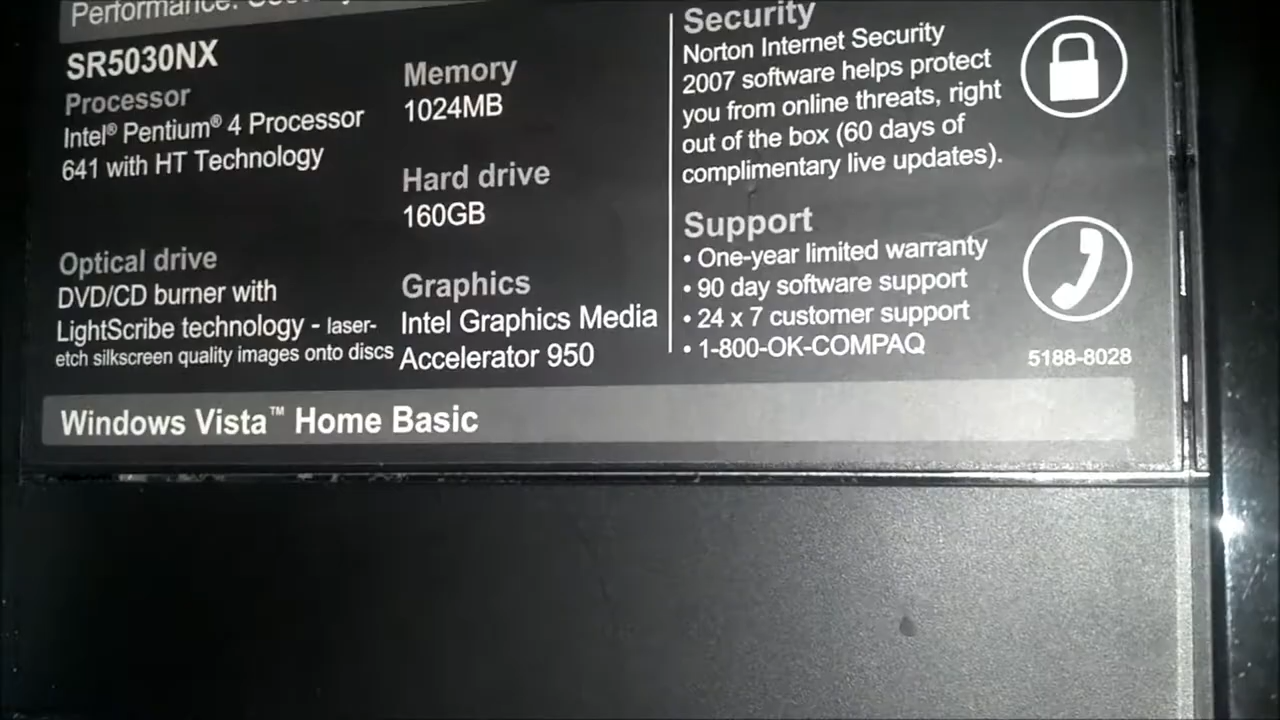 Performance.
SR5030NX
Processor
Intel® Pentium® 4 Processor
641 with HT Technology
Optical drive
DVD/CD burner with
LightScribe technology - laser-
etch silkscreen quality images onto discs
Memory
1024MB
Hard drive
160GB
Graphics
Intel Graphics Media
Accelerator 950
Security
Norton Internet Security
2007 software helps protect
you from online threats, right
out of the box (60 days of
complimentary live updates).
Support
• One-year limited warranty
• 90 day software support
• 24 x 7 customer support
• 1-800-OK-COMPAQ
5188-8028
Windows Vista™ Home Basic